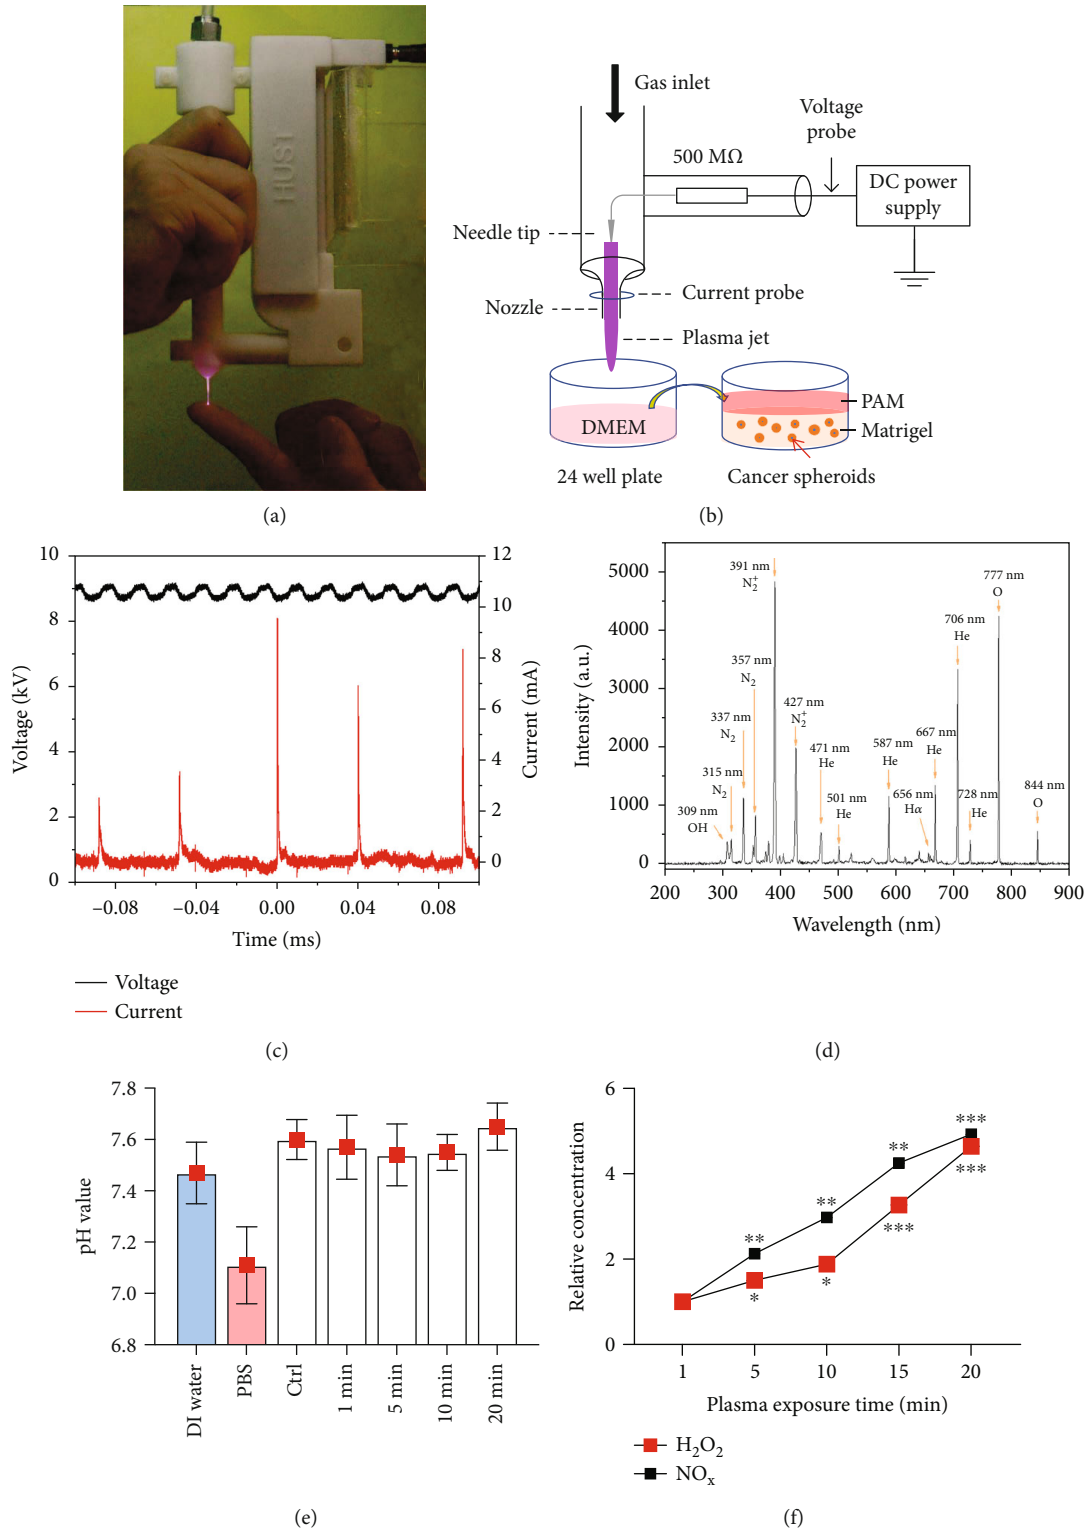 HUST
(a)
Gas inlet
Voltage
probe
500 MΩ
DC power
supply
Needle tip
Current probe
Nozzle
Plasma jet
DMEM
PAM
Matrigel
24 well plate
Cancer spheroids
(b)
10
8
6
4
2
0
Voltage (kV)
12
10
8
6
4
2
0
Current (mA)
−0.08
−0.04
0.00
0.04
0.08
Time (ms)
Voltage
Current
(c)
5000
4000
3000
2000
1000
0
Intensity (a.u.)
309 nm
OH
315 nm
N₂
337 nm
N₂
357 nm
N₂
391 nm
N₂⁺
427 nm
N₂⁺
471 nm
He
501 nm
He
587 nm
He
656 nm
Hα
667 nm
He
706 nm
He
728 nm
He
777 nm
O
844 nm
O
200
300
400
500
600
700
800
900
Wavelength (nm)
(d)
7.8
7.6
7.4
7.2
7.0
6.8
pH value
DI water
PBS
Ctrl
1 min
5 min
10 min
20 min
(e)
6
4
2
0
Relative concentration
**
**
**
***
*
*
***
***
1
5
10
15
20
Plasma exposure time (min)
H₂O₂
NOₓ
(f)